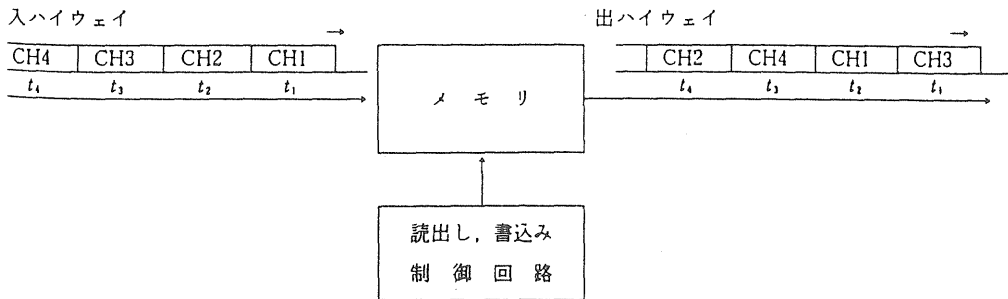 入ハイウェイ
CH4 CH3 CH2 CH1
t₄ t₃ t₂ t₁
メモリ
読出し，書込み
制御回路
出ハイウェイ
CH2 CH4 CH1 CH3
t₄ t₃ t₂ t₁